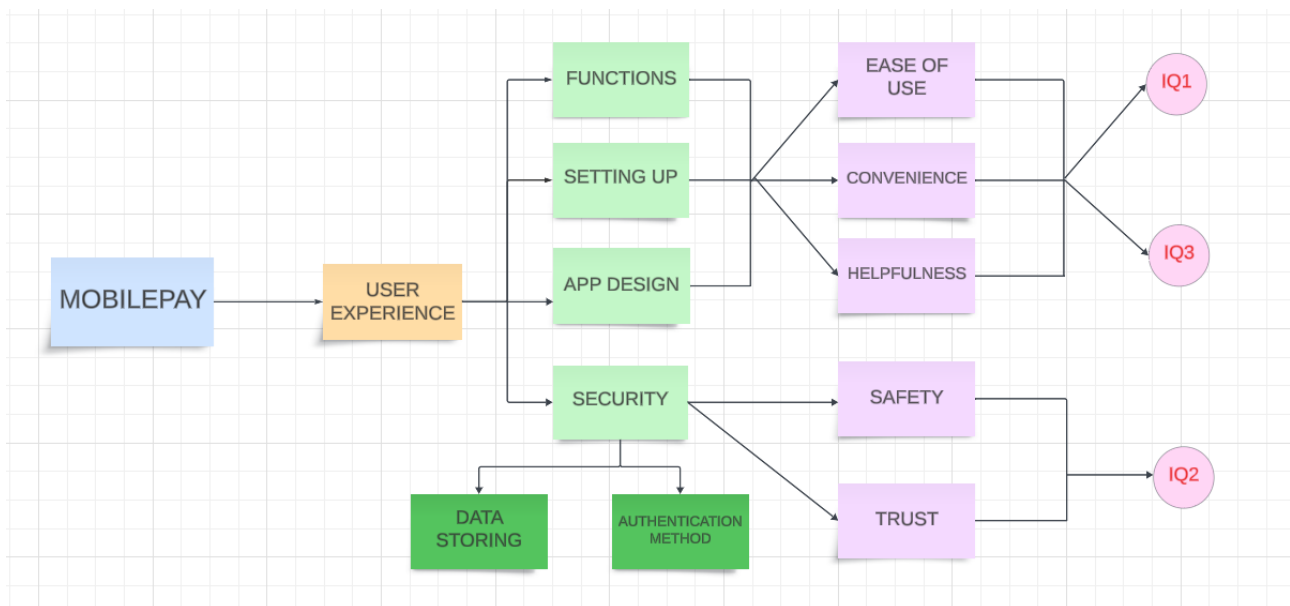 MOBILEPAY
USER
EXPERIENCE
FUNCTIONS
SETTING UP
APP DESIGN
SECURITY
DATA
STORING
AUTHENTICATION
METHOD
EASE OF
USE
CONVENIENCE
HELPFULNESS
SAFETY
TRUST
IQ1
IQ3
IQ2